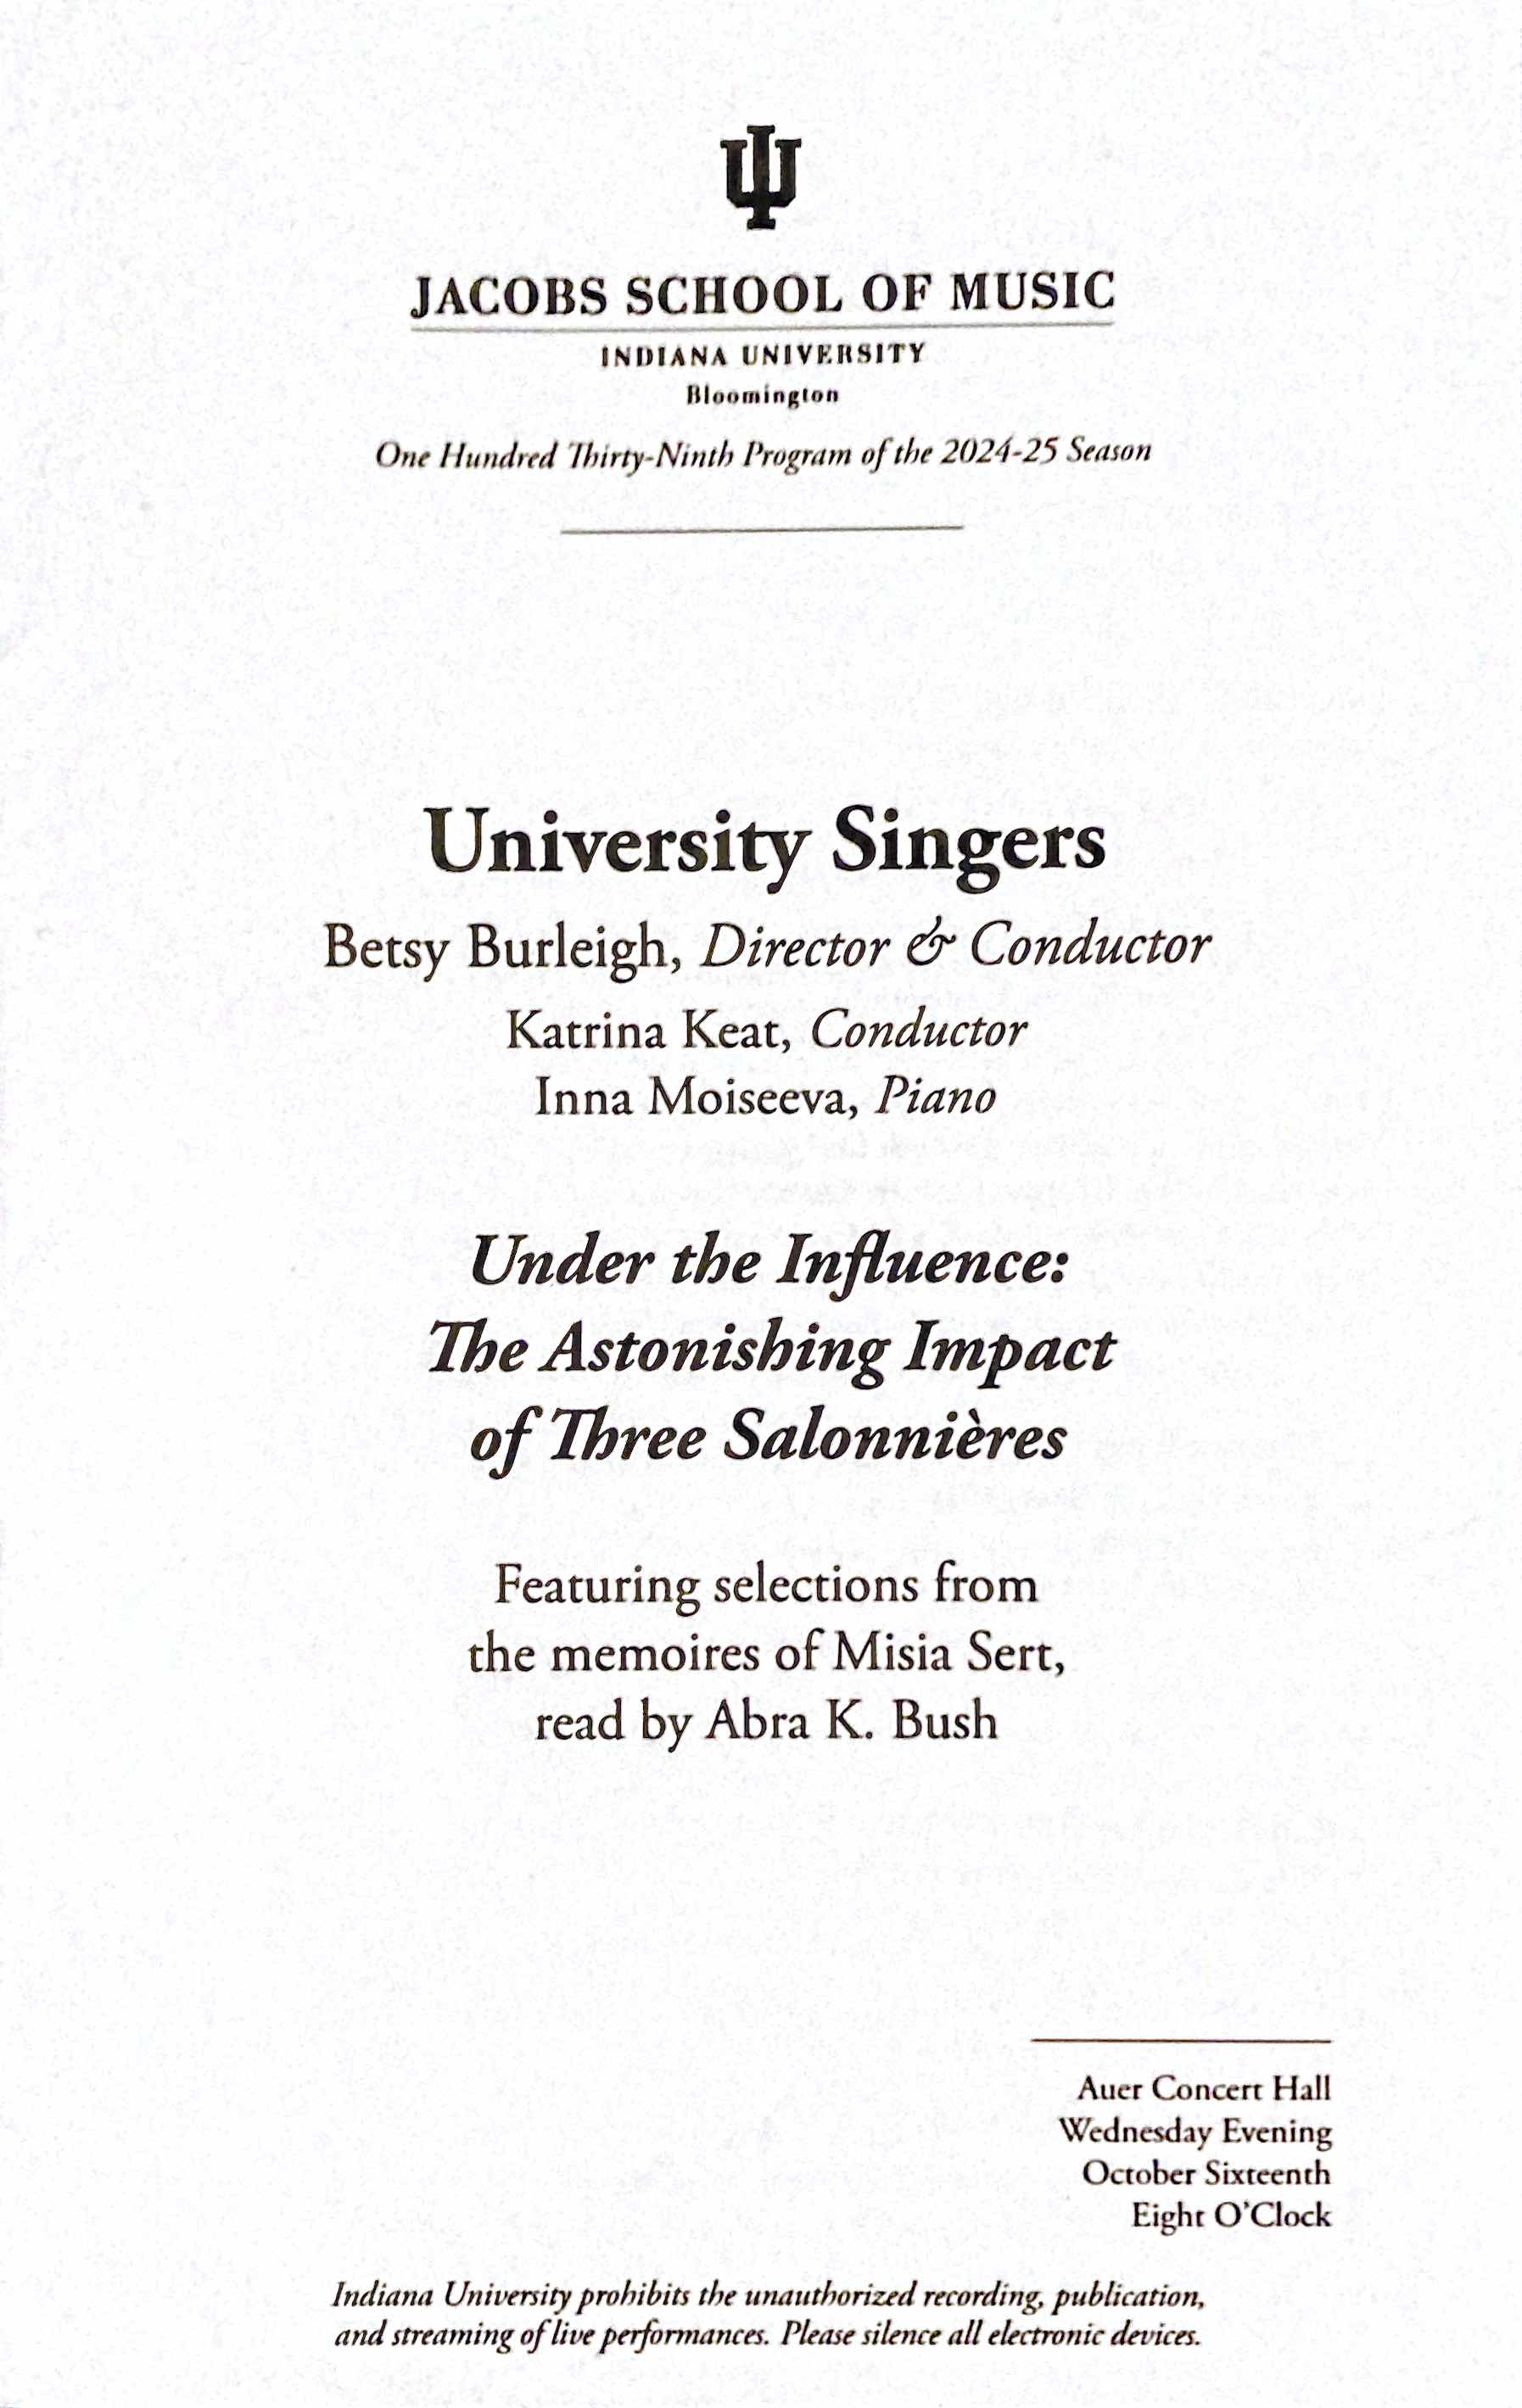 IU
JACOBS SCHOOL OF MUSIC
INDIANA UNIVERSITY
Bloomington
One Hundred Thirty-Ninth Program of the 2024-25 Season
University Singers
Betsy Burleigh, Director & Conductor
Katrina Keat, Conductor
Inna Moiseeva, Piano
Under the Influence:
The Astonishing Impact
of Three Salonnières
Featuring selections from
the memoires of Misia Sert,
read by Abra K. Bush
Auer Concert Hall
Wednesday Evening
October Sixteenth
Eight O'Clock
Indiana University prohibits the unauthorized recording, publication,
and streaming of live performances. Please silence all electronic devices.